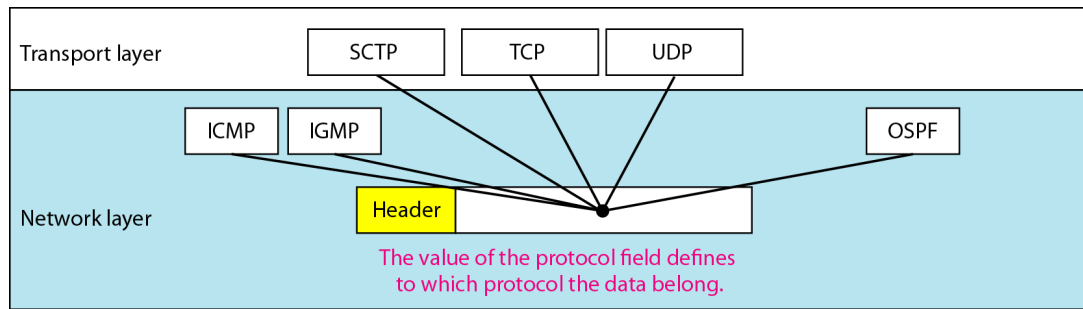 Transport layer
SCTP
TCP
UDP
ICMP
IGMP
OSPF
Network layer
Header
The value of the protocol field defines
to which protocol the data belong.